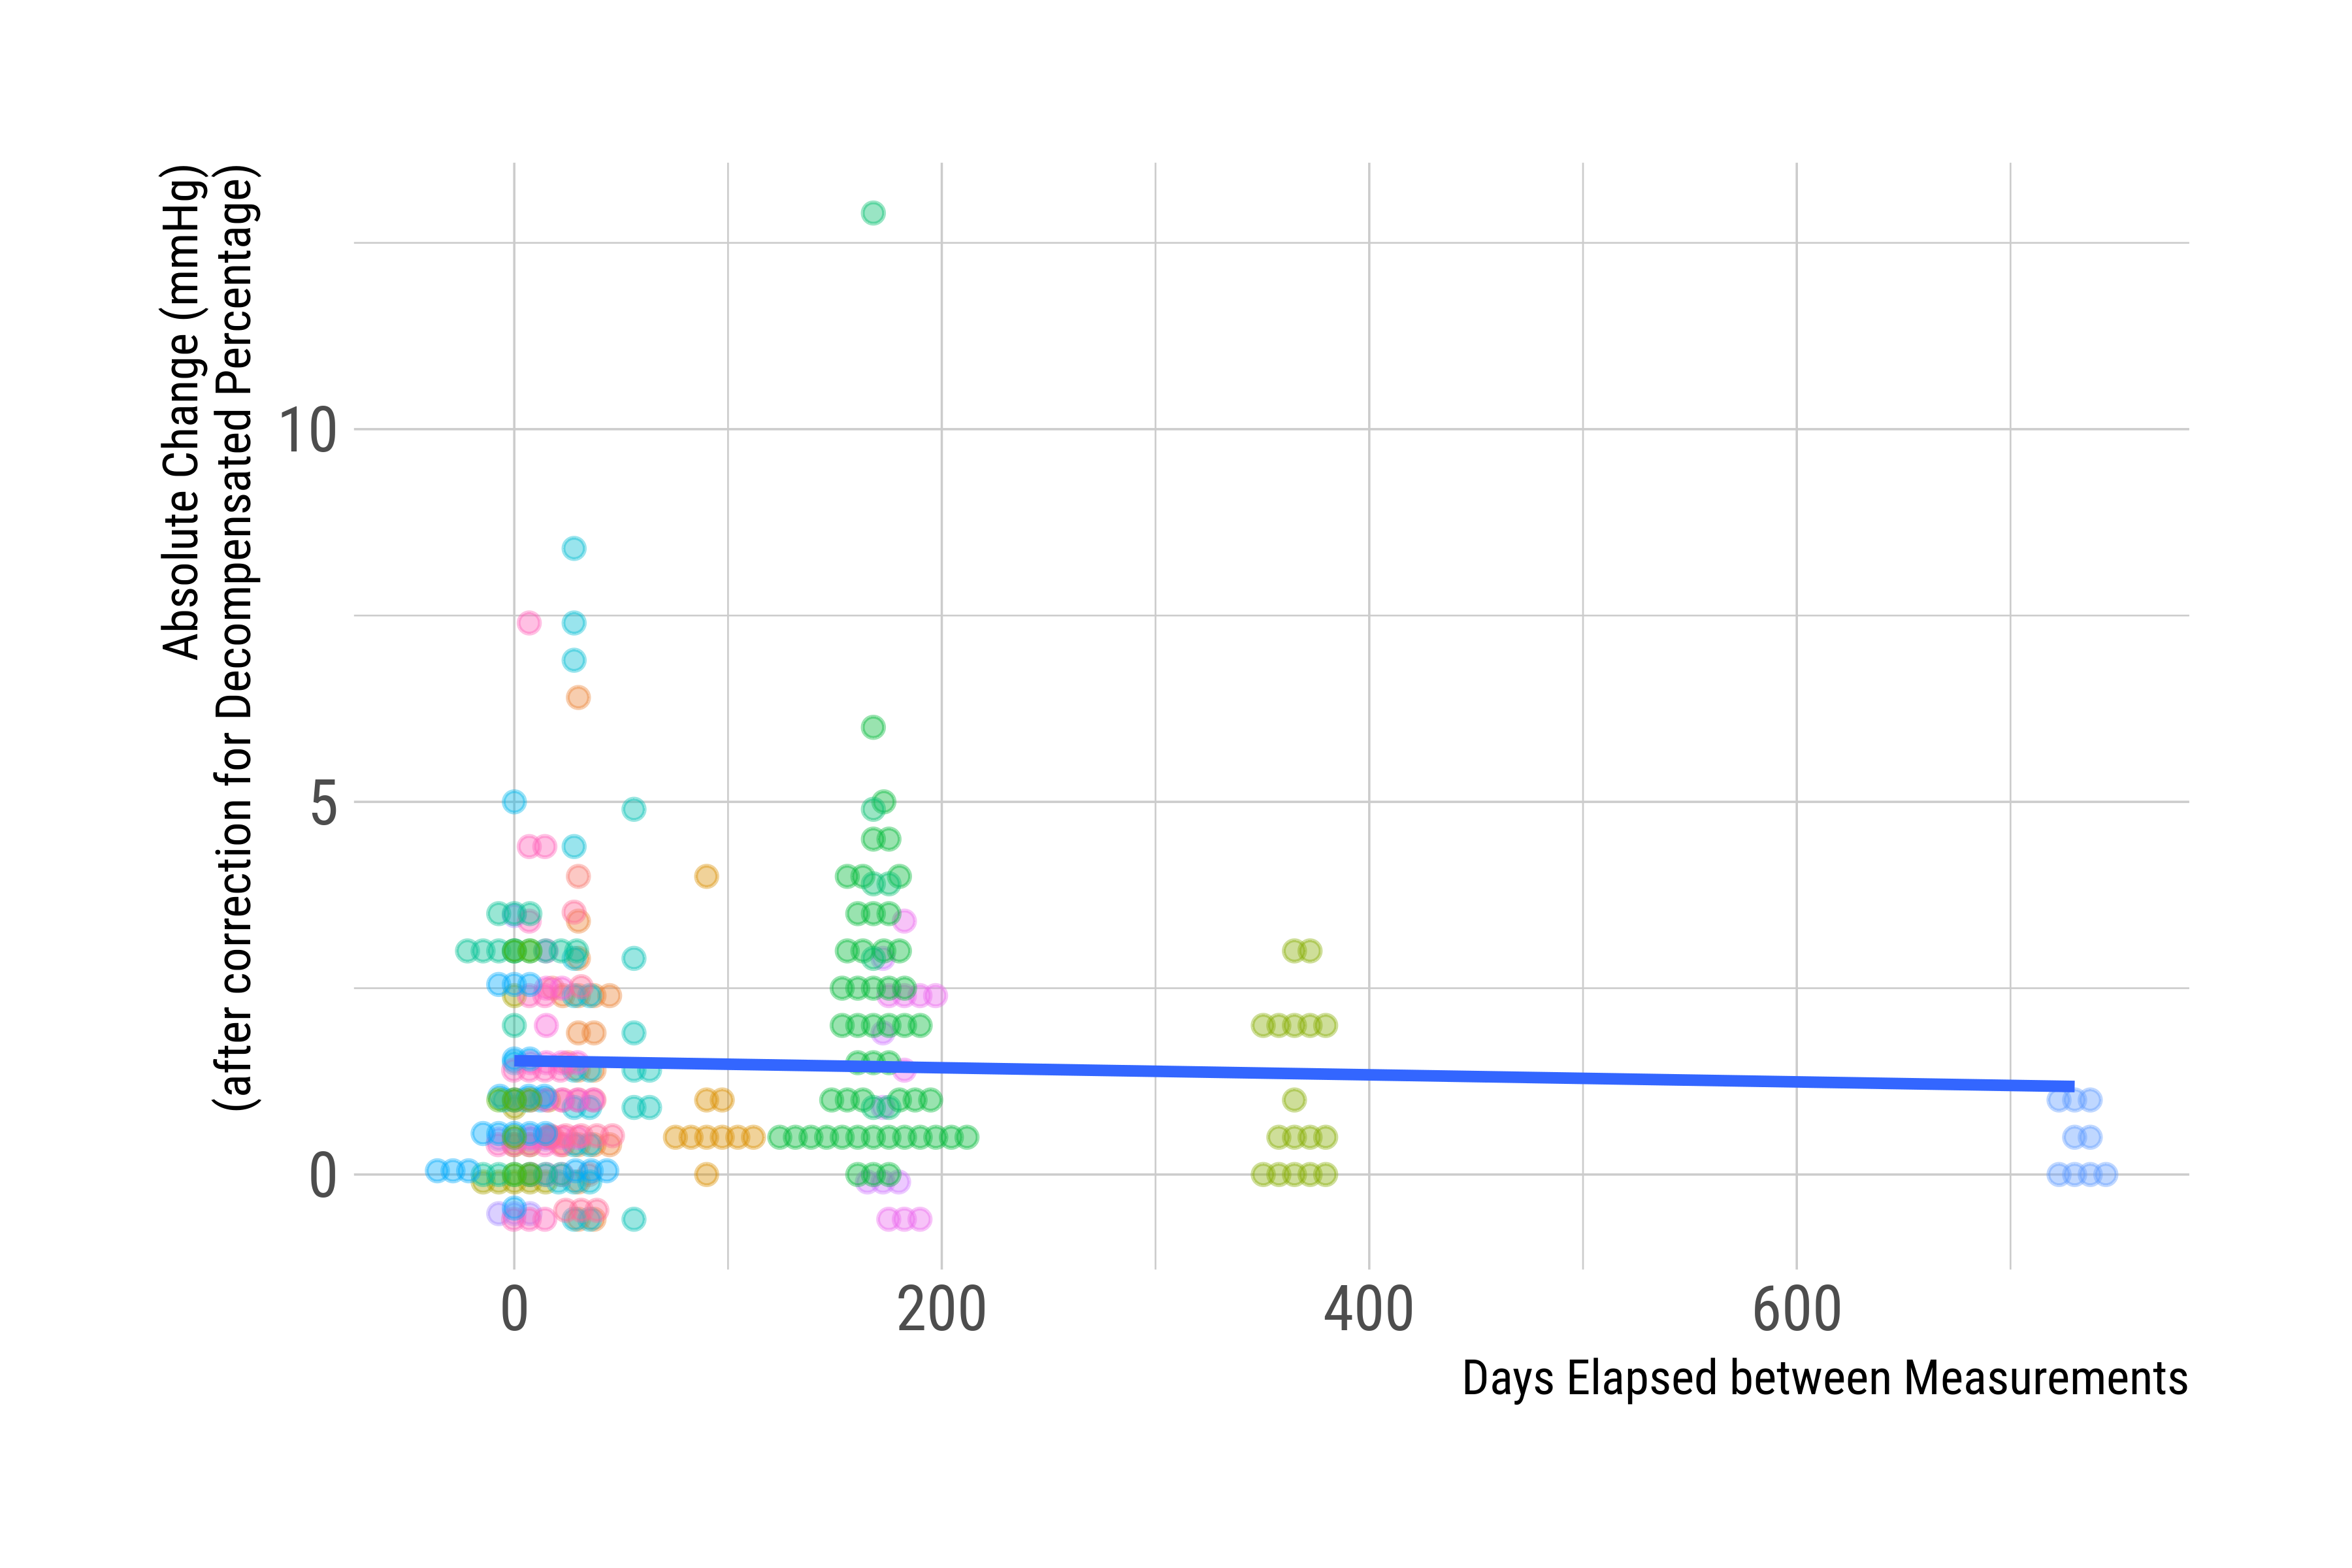 Absolute Change (mmHg)
(after correction for Decompensated Percentage)
10
5
0
0
200
400
600
Days Elapsed between Measurements